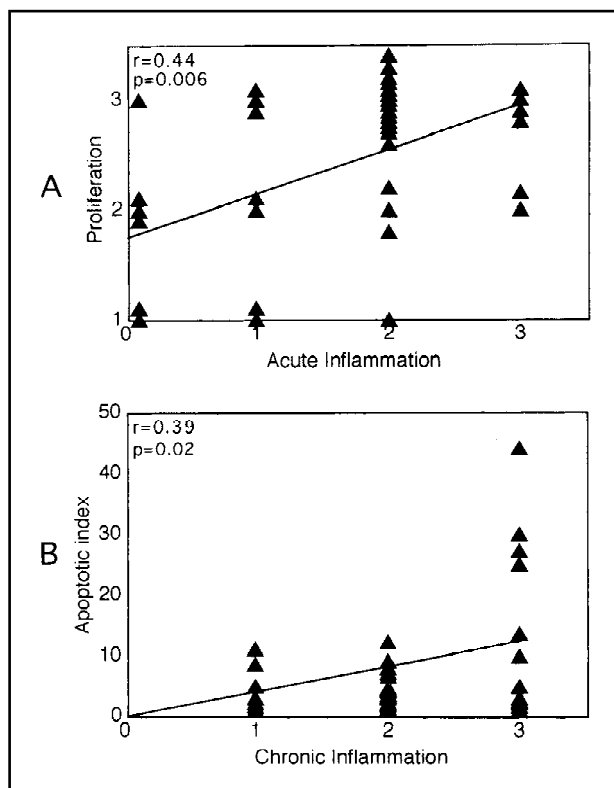 r=0.44
p=0.006
3
A
Proliferation
2
1
0 1 2 3
Acute Inflammation
50
r=0.39
p=0.02
40
30
B
Apoptotic index
20
10
0
0 1 2 3
Chronic Inflammation